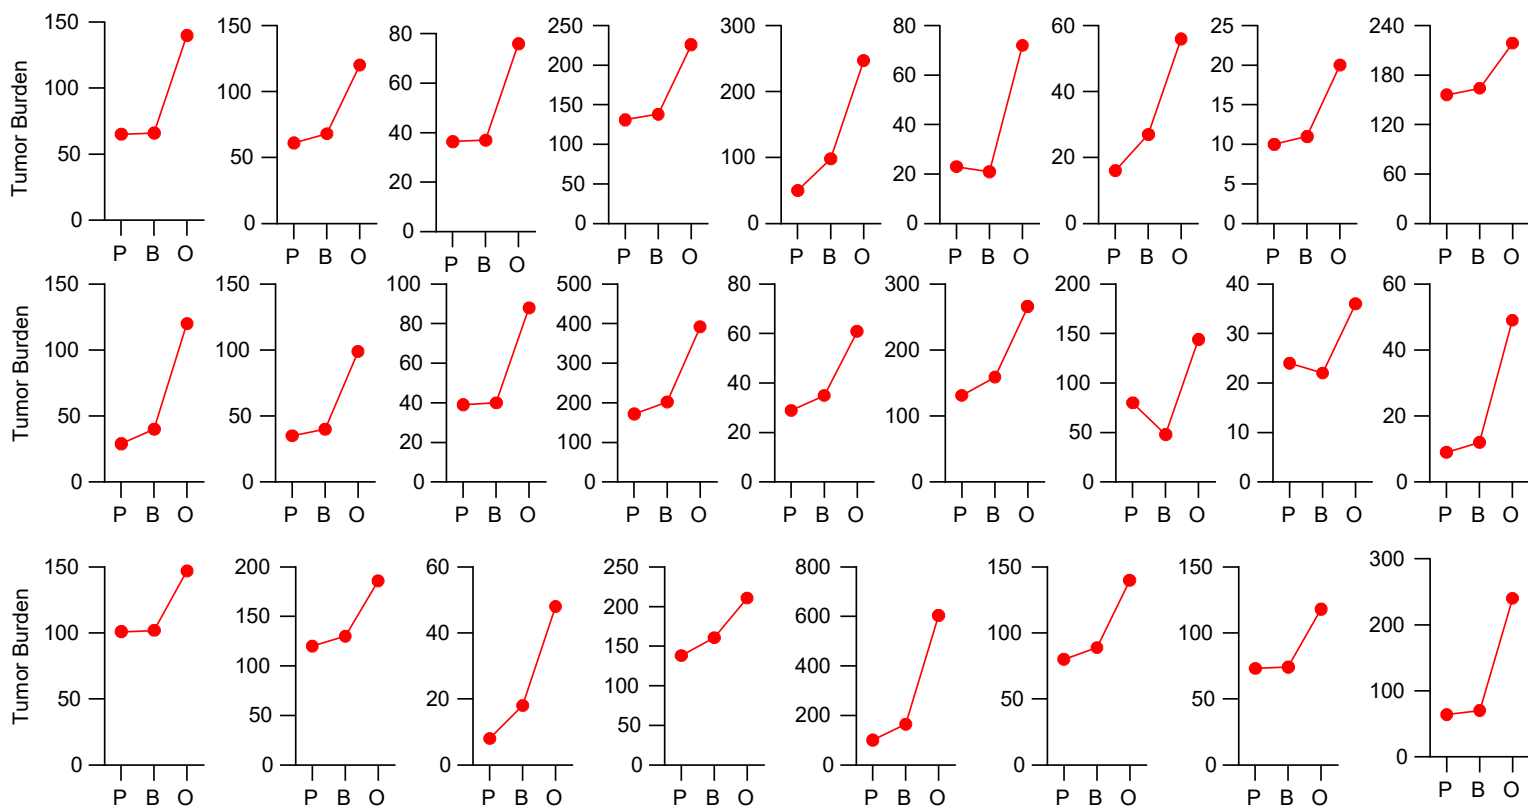 150 150 80 250 300 80 60 25 240
100 100 60 200 200 60 40 20 180
50 50 40 150 100 40 20 15 120
0 0 20 100 0 20 0 10 60
0 50 0 5 0
0 0
Tumor Burden
P B O P B O P B O P B O P B O P B O P B O P B O P B O
150 150 100 500 80 300 200 40 60
100 100 80 400 60 200 150 30 40
50 50 60 300 40 100 100 20 20
0 0 40 200 20 0 50 10 0
20 100 0 0 0
0 0
Tumor Burden
P B O P B O P B O P B O P B O P B O P B O P B O P B O
150 200 60 250 800 150 150 300
100 150 40 200 600 100 100 200
50 100 20 150 400 50 50 100
0 50 0 100 200 0 0 0
0 50 0
0
Tumor Burden
P B O P B O P B O P B O P B O P B O P B O P B O